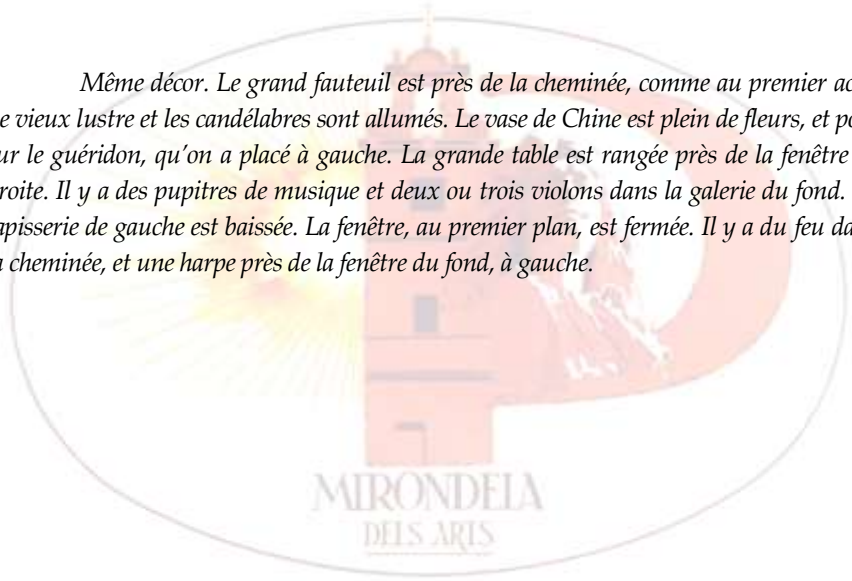 Même décor. Le grand fauteuil est près de la cheminée, comme au premier
e vieux lustre et les candélabres sont allumés. Le vase de Chine est plein de fleurs, et
ur le guéridon, qu'on a placé à gauche. La grande table est rangée près de la fenêtre
roite. Il y a des pupitres de musique et deux ou trois violons dans la galerie du fond.
apisserie de gauche est baissée. La fenêtre, au premier plan, est fermée. Il y a du feu
a cheminée, et une harpe près de la fenêtre du fond, à gauche.
MIRONDELA
DELS ARTS